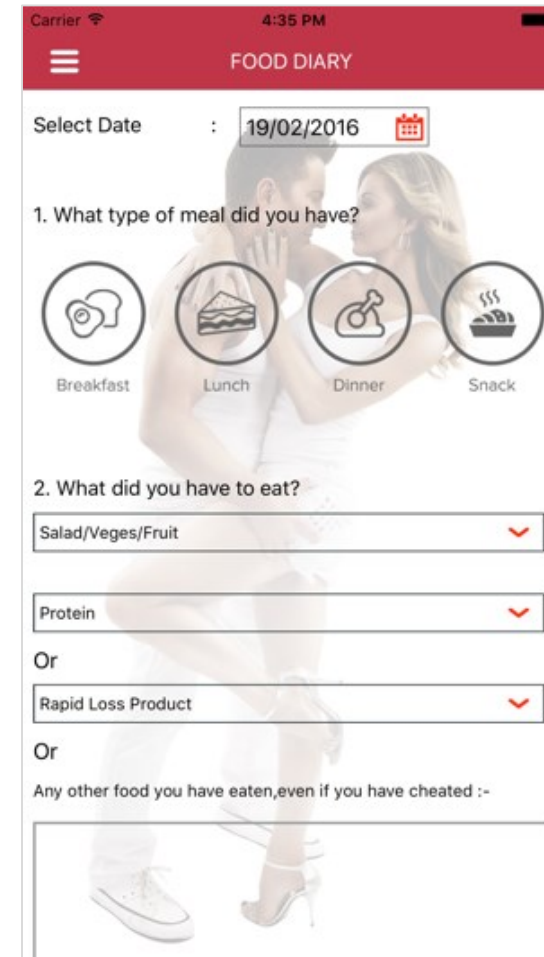 Carrier 4:35 PM
FOOD DIARY
Select Date : 19/02/2016
1. What type of meal did you have?
Breakfast Lunch Dinner Snack
2. What did you have to eat?
Salad/Veges/Fruit
Protein
Or
Rapid Loss Product
Or
Any other food you have eaten,even if you have cheated :-